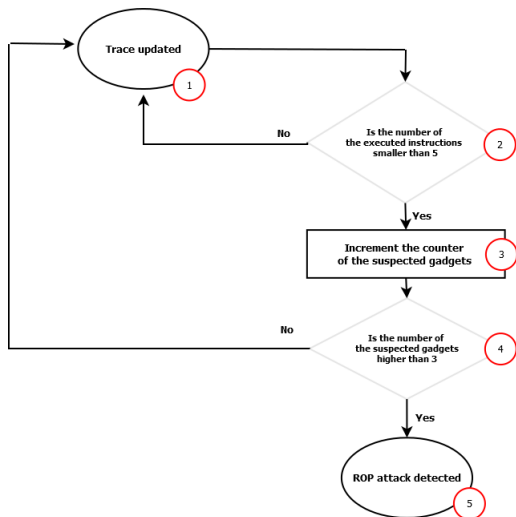 Trace updated
1
Is the number of
the executed instructions
smaller than 5
2
No
Yes
Increment the counter
of the suspected gadgets
3
No
Is the number of
the suspected gadgets
higher than 3
4
Yes
ROP attack detected
5